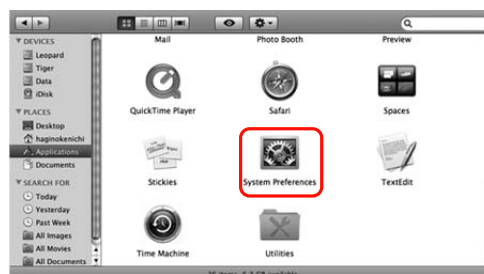 ▼ DEVICES
Leopard
Tiger
Data
iDisk
▼ PLACES
Desktop
haginokenichi
Applications
Documents
▼ SEARCH FOR
Today
Yesterday
Past Week
All Images
All Movies
All Documents
Mail
Photo Booth
Preview
QuickTime Player
Safari
Spaces
Stickies
System Preferences
TextEdit
Time Machine
Utilities